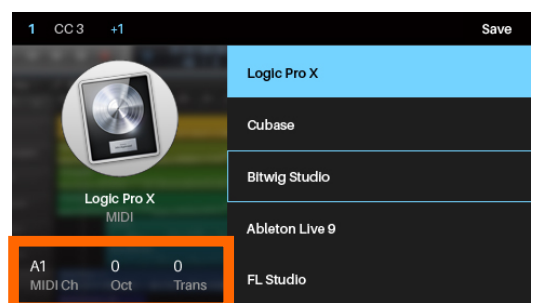 1 CC 3 +1 Save
Logic Pro X
MIDI
A1 0 0
MIDI Ch Oct Trans
Logic Pro X
Cubase
Bitwig Studio
Ableton Live 9
FL Studio